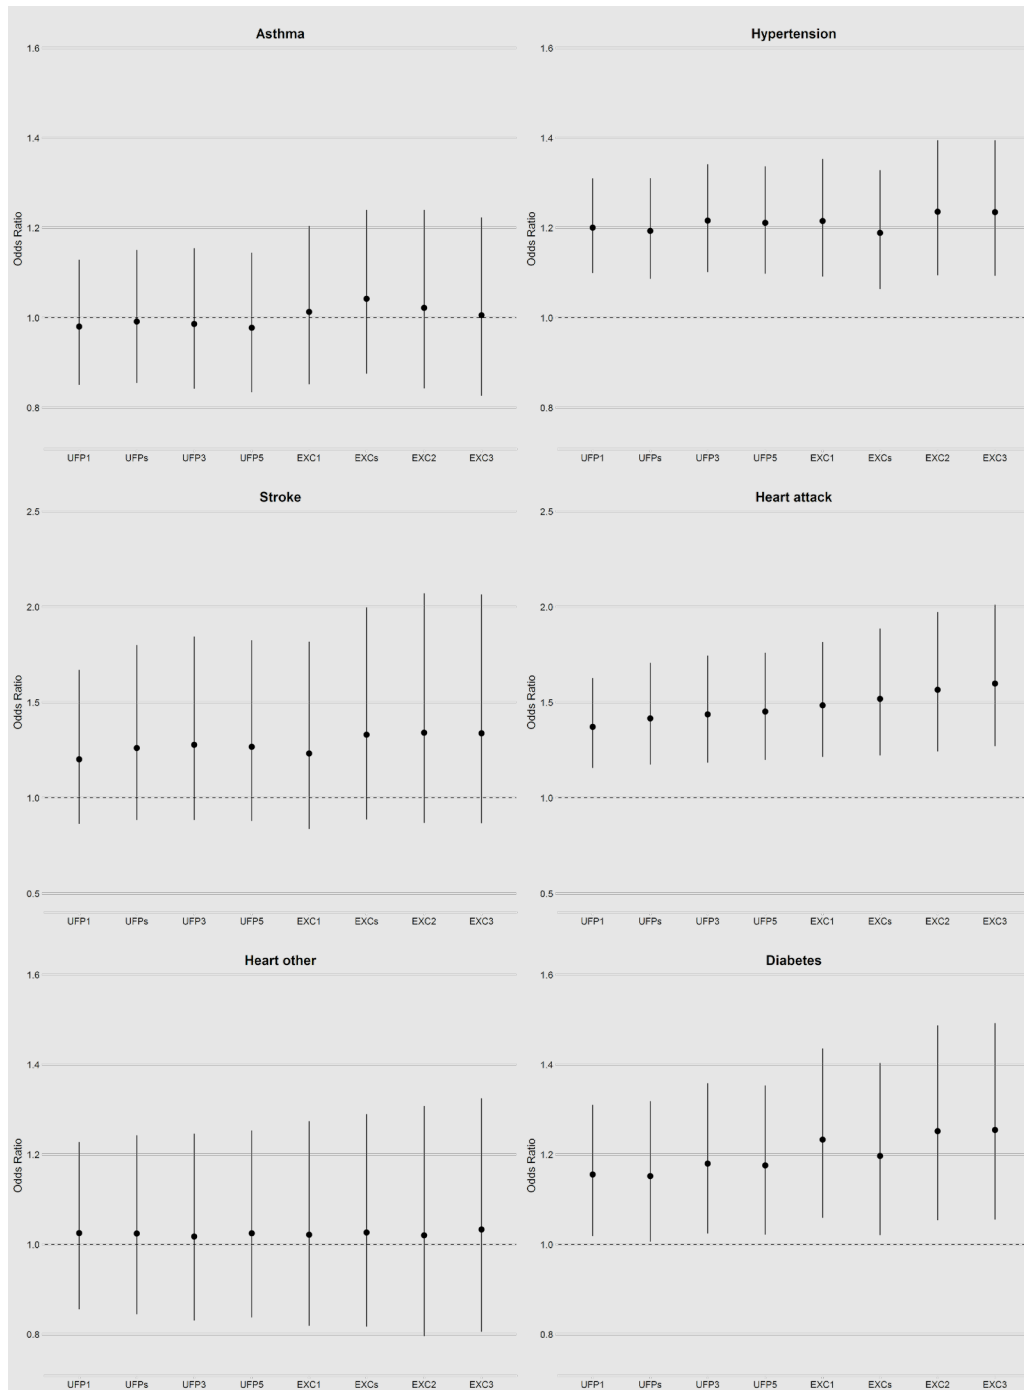 Asthma
Hypertension
1.6
1.4
1.2
1.0
0.8
Odds Ratio
UFP1 UFPs UFP3 UFP5 EXC1 EXCs EXC2 EXC3
1.6
1.4
1.2
1.0
0.8
Odds Ratio
UFP1 UFPs UFP3 UFP5 EXC1 EXCs EXC2 EXC3
Stroke
Heart attack
2.5
2.0
1.5
1.0
0.5
Odds Ratio
UFP1 UFPs UFP3 UFP5 EXC1 EXCs EXC2 EXC3
2.5
2.0
1.5
1.0
0.5
Odds Ratio
UFP1 UFPs UFP3 UFP5 EXC1 EXCs EXC2 EXC3
Heart other
Diabetes
1.6
1.4
1.2
1.0
0.8
Odds Ratio
UFP1 UFPs UFP3 UFP5 EXC1 EXCs EXC2 EXC3
1.6
1.4
1.2
1.0
0.8
Odds Ratio
UFP1 UFPs UFP3 UFP5 EXC1 EXCs EXC2 EXC3